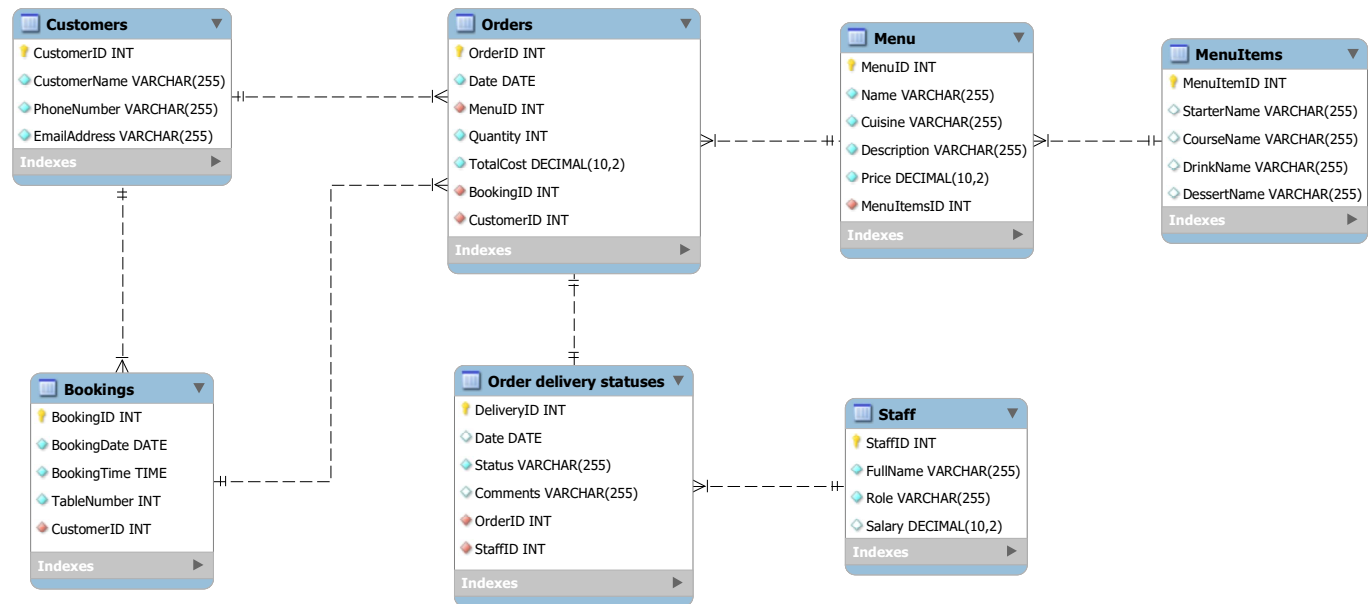 Customers
CustomerID INT
CustomerName VARCHAR(255)
PhoneNumber VARCHAR(255)
EmailAddress VARCHAR(255)
Indexes
Orders
OrderID INT
Date DATE
MenuID INT
Quantity INT
TotalCost DECIMAL(10,2)
BookingID INT
CustomerID INT
Indexes
Menu
MenuID INT
Name VARCHAR(255)
Cuisine VARCHAR(255)
Description VARCHAR(255)
Price DECIMAL(10,2)
MenuItemsID INT
Indexes
MenuItems
MenuItemID INT
StarterName VARCHAR(255)
CourseName VARCHAR(255)
DrinkName VARCHAR(255)
DessertName VARCHAR(255)
Indexes
Bookings
BookingID INT
BookingDate DATE
BookingTime TIME
TableNumber INT
CustomerID INT
Indexes
Order delivery statuses
DeliveryID INT
Date DATE
Status VARCHAR(255)
Comments VARCHAR(255)
OrderID INT
StaffID INT
Indexes
Staff
StaffID INT
FullName VARCHAR(255)
Role VARCHAR(255)
Salary DECIMAL(10,2)
Indexes